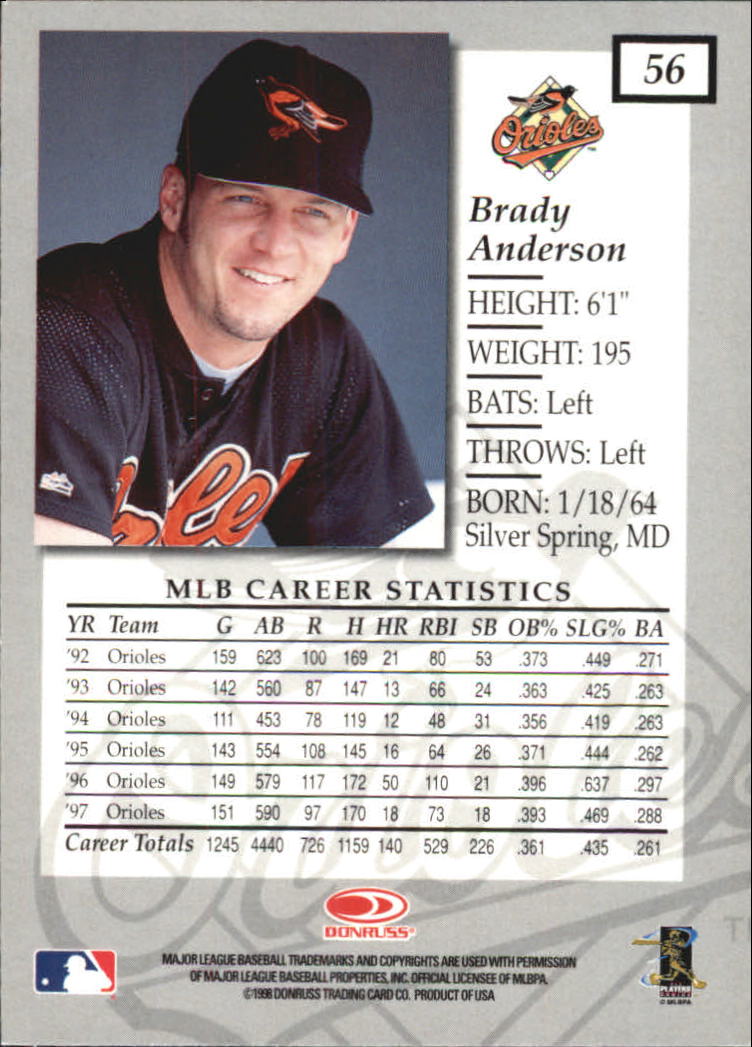 56
Orioles
Brady
Anderson
HEIGHT: 6'1"
WEIGHT: 195
BATS: Left
THROWS: Left
BORN: 1/18/64
Silver Spring, MD
MLB CAREER STATISTICS
YR Team G AB R H HR RBI SB OB% SLG% BA
'92 Orioles 159 623 100 169 21 80 53 .373 .449 .271
'93 Orioles 142 560 87 147 13 66 24 .363 .425 .263
'94 Orioles 111 453 78 119 12 48 31 .356 .419 .263
'95 Orioles 143 554 108 145 16 64 26 .371 .444 .262
'96 Orioles 149 579 117 172 50 110 21 .396 .637 .297
'97 Orioles 151 590 97 170 18 73 18 .393 .469 .288
Career Totals 1245 4440 726 1159 140 529 226 .361 .435 .261
DONRUSS®
MAJOR LEAGUE BASEBALL TRADEMARKS AND COPYRIGHTS ARE USED WITH PERMISSION
OF MAJOR LEAGUE BASEBALL PROPERTIES, INC. OFFICIAL LICENSEE OF MLBPA.
©1998 DONRUSS TRADING CARD CO. PRODUCT OF USA
PLAYERS
CHOICE
© MLBPA